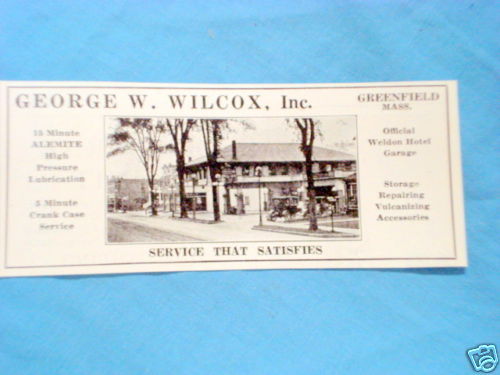 GEORGE W. WILCOX, Inc.
GREENFIELD
MASS.
15 Minute
ALEMITE
High
Pressure
Lubrication
5 Minute
Crank Case
Service
Official
Weldon Hotel
Garage
Storage
Repairing
Vulcanizing
Accessories
SERVICE THAT SATISFIES